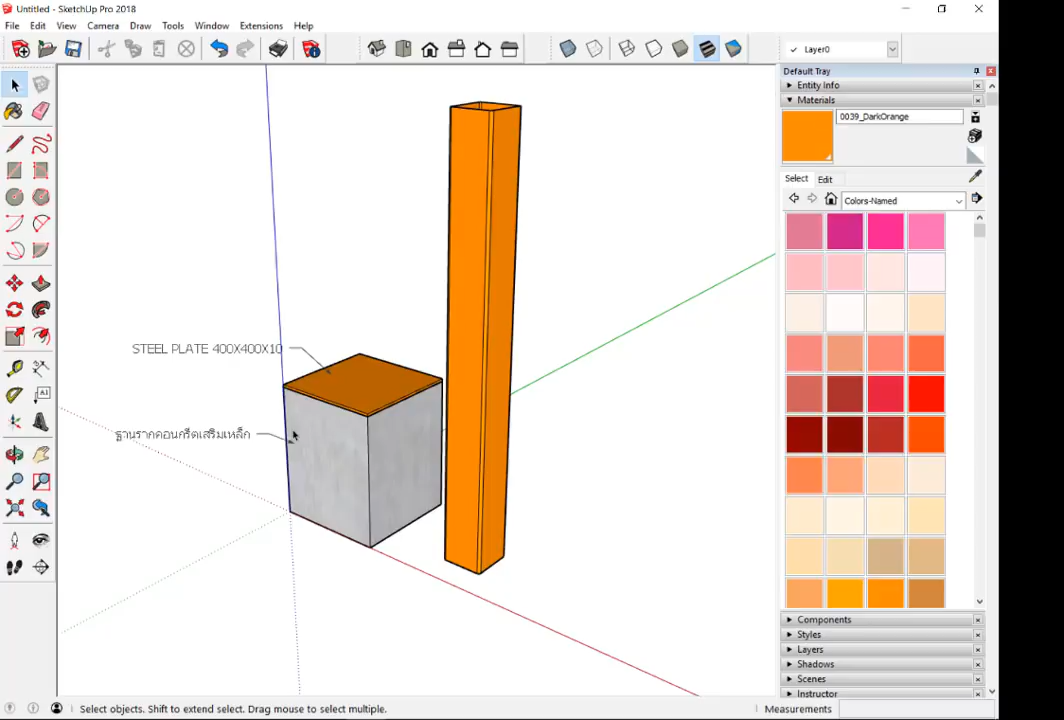 Untitled - SketchUp Pro 2018
File Edit View Camera Draw Tools Window Extensions Help
Layer0
Default Tray
Entity Info
Materials
0039_DarkOrange
Select Edit
Colors-Named
STEEL PLATE 400X400X10
ฐานรากคอนกรีตเสริมเหล็ก
A1
Components
Styles
Layers
Shadows
Scenes
Instructor
Select objects. Shift to extend select. Drag mouse to select multiple.
Measurements